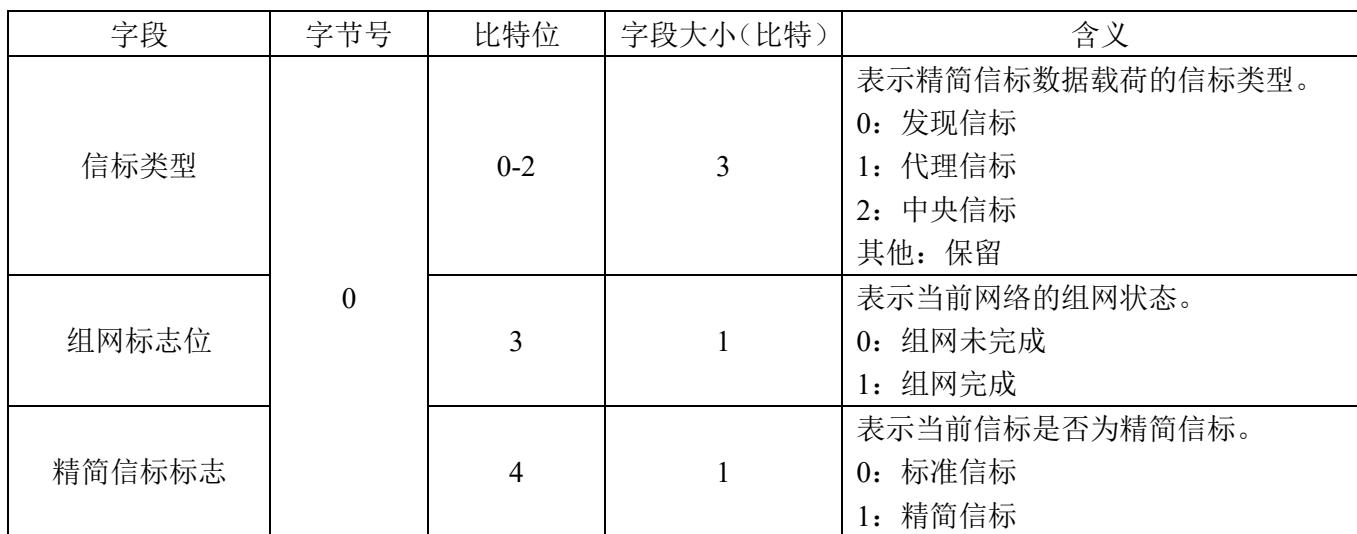 字段 字节号 比特位 字段大小（比特） 含义
信标类型 0 0-2 3 表示精简信标数据载荷的信标类型。
0：发现信标
1：代理信标
2：中央信标
其他：保留
组网标志位 3 1 表示当前网络的组网状态。
0：组网未完成
1：组网完成
精简信标标志 4 1 表示当前信标是否为精简信标。
0：标准信标
1：精简信标